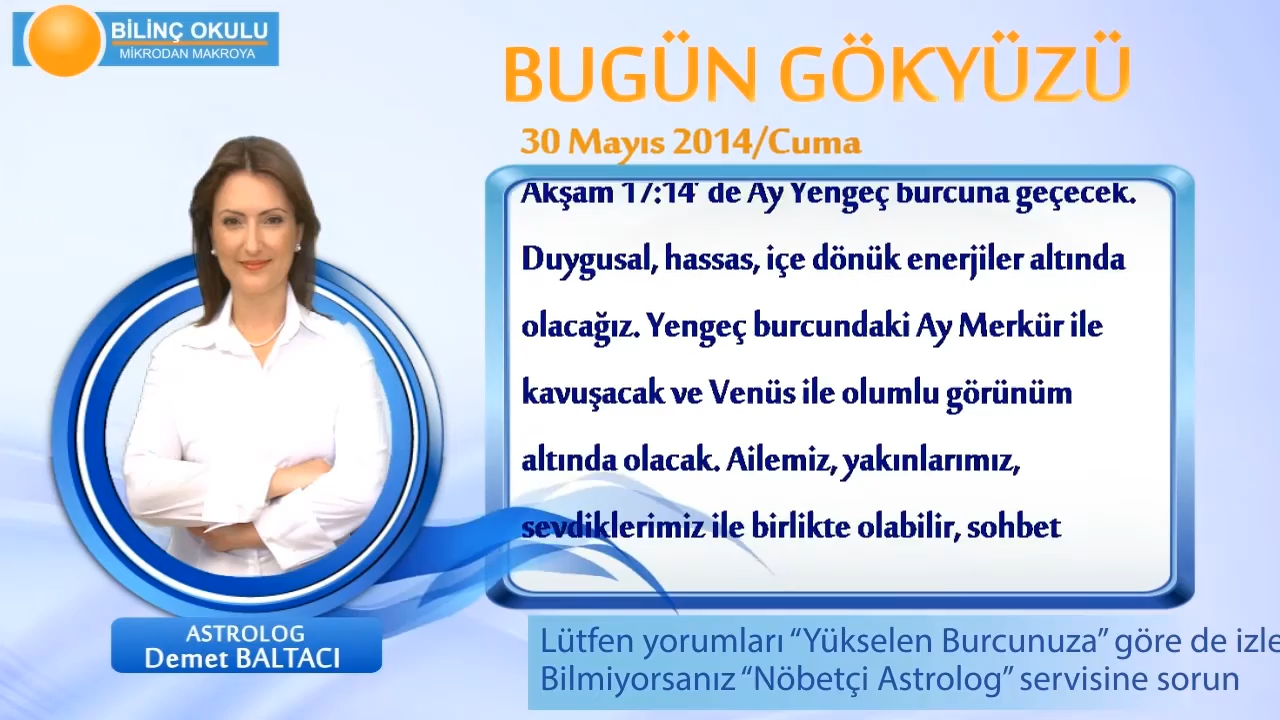 BİLİNÇ OKULU
MİKRODAN MAKROYA
BUGÜN GÖKYÜZÜ
30 Mayıs 2014/Cuma
Akşam 17:14' de Ay Yengeç burcuna geçecek.
Duygusal, hassas, içe dönük enerjiler altında
olacağız. Yengeç burcundaki Ay Merkür ile
kavuşacak ve Venüs ile olumlu görünüm
altında olacak. Ailemiz, yakınlarımız,
sevdiklerimiz ile birlikte olabilir, sohbet
ASTROLOG
Demet BALTACI
Lütfen yorumları “Yükselen Burcunuza” göre de izle
Bilmiyorsanız “Nöbetçi Astrolog” servisine sorun